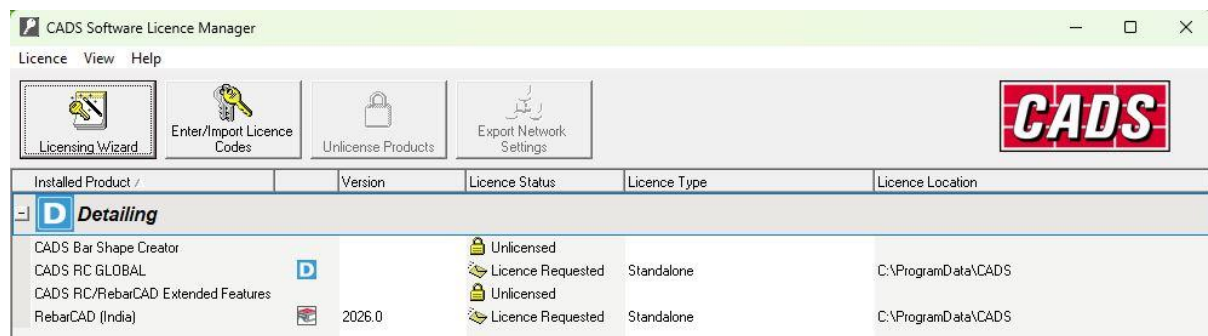 CADS Software Licence Manager
Licence View Help
Licensing Wizard
Enter/Import Licence
Codes
Unlicense Products
Export Network
Settings
CADS
Installed Product Version Licence Status Licence Type Licence Location
D Detailing
CADS Bar Shape Creator Unlicensed
CADS RC GLOBAL D Licence Requested Standalone C:\ProgramData\CADS
CADS RC/RebarCAD Extended Features Unlicensed
RebarCAD (India) 2026.0 Licence Requested Standalone C:\ProgramData\CADS